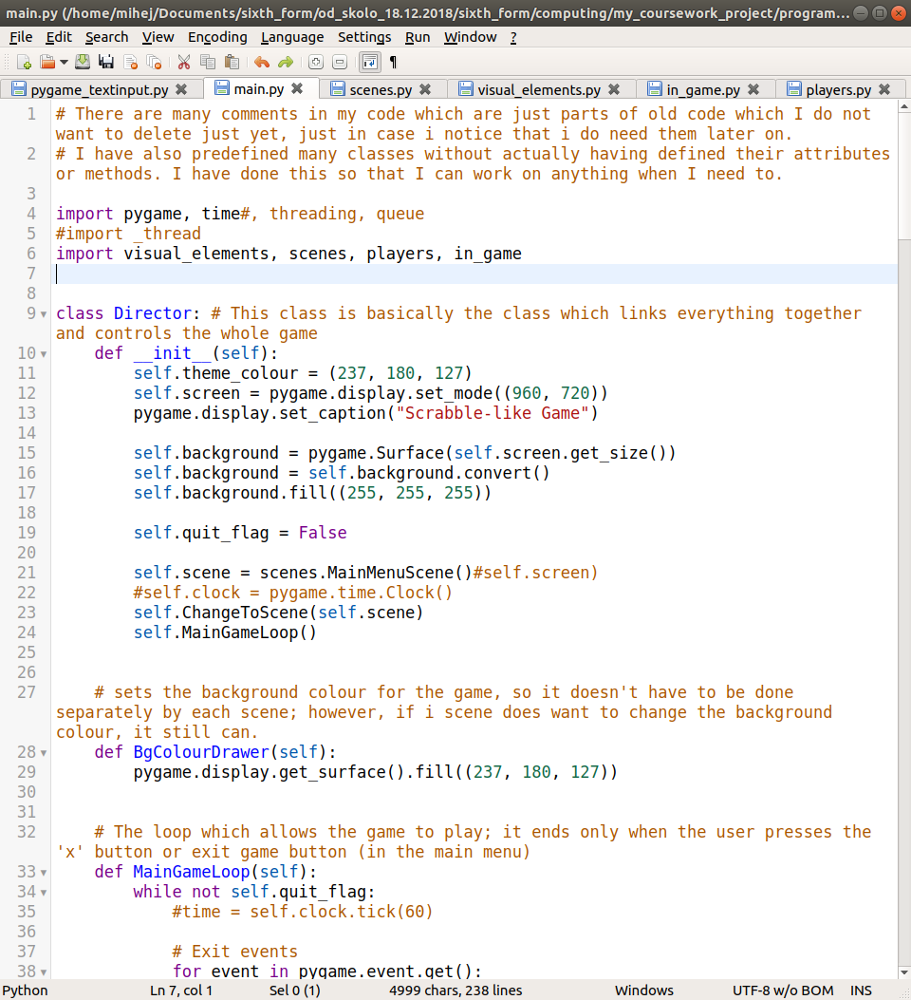 main.py (/home/mihej/Documents/sixth_form/od_skolo_18.12.2018/sixth_form/computing/my_coursework_project/program...
File Edit Search View Encoding Language Settings Run Window ?
pygame_textinput.py main.py scenes.py visual_elements.py in_game.py players.py
1 # There are many comments in my code which are just parts of old code which I do not
want to delete just yet, just in case i notice that i do need them later on.
2 # I have also predefined many classes without actually having defined their attributes
or methods. I have done this so that I can work on anything when I need to.
3
4 import pygame, time#, threading, queue
5 #import _thread
6 import visual_elements, scenes, players, in_game
7
8
9 class Director: # This class is basically the class which links everything together
and controls the whole game
10     def __init__(self):
11         self.theme_colour = (237, 180, 127)
12         self.screen = pygame.display.set_mode((960, 720))
13         pygame.display.set_caption("Scrabble-like Game")
14
15         self.background = pygame.Surface(self.screen.get_size())
16         self.background = self.background.convert()
17         self.background.fill((255, 255, 255))
18
19         self.quit_flag = False
20
21         self.scene = scenes.MainMenuScene()#self.screen)
22         #self.clock = pygame.time.Clock()
23         self.ChangeToScene(self.scene)
24         self.MainGameLoop()
25
26
27     # sets the background colour for the game, so it doesn't have to be done
separately by each scene; however, if i scene does want to change the background
colour, it still can.
28     def BgColourDrawer(self):
29         pygame.display.get_surface().fill((237, 180, 127))
30
31
32     # The loop which allows the game to play; it ends only when the user presses the
'x' button or exit game button (in the main menu)
33     def MainGameLoop(self):
34         while not self.quit_flag:
35             #time = self.clock.tick(60)
36
37             # Exit events
38             for event in pygame.event.get():
Python Ln 7, col 1 Sel 0 (1) 4999 chars, 238 lines Windows UTF-8 w/o BOM INS